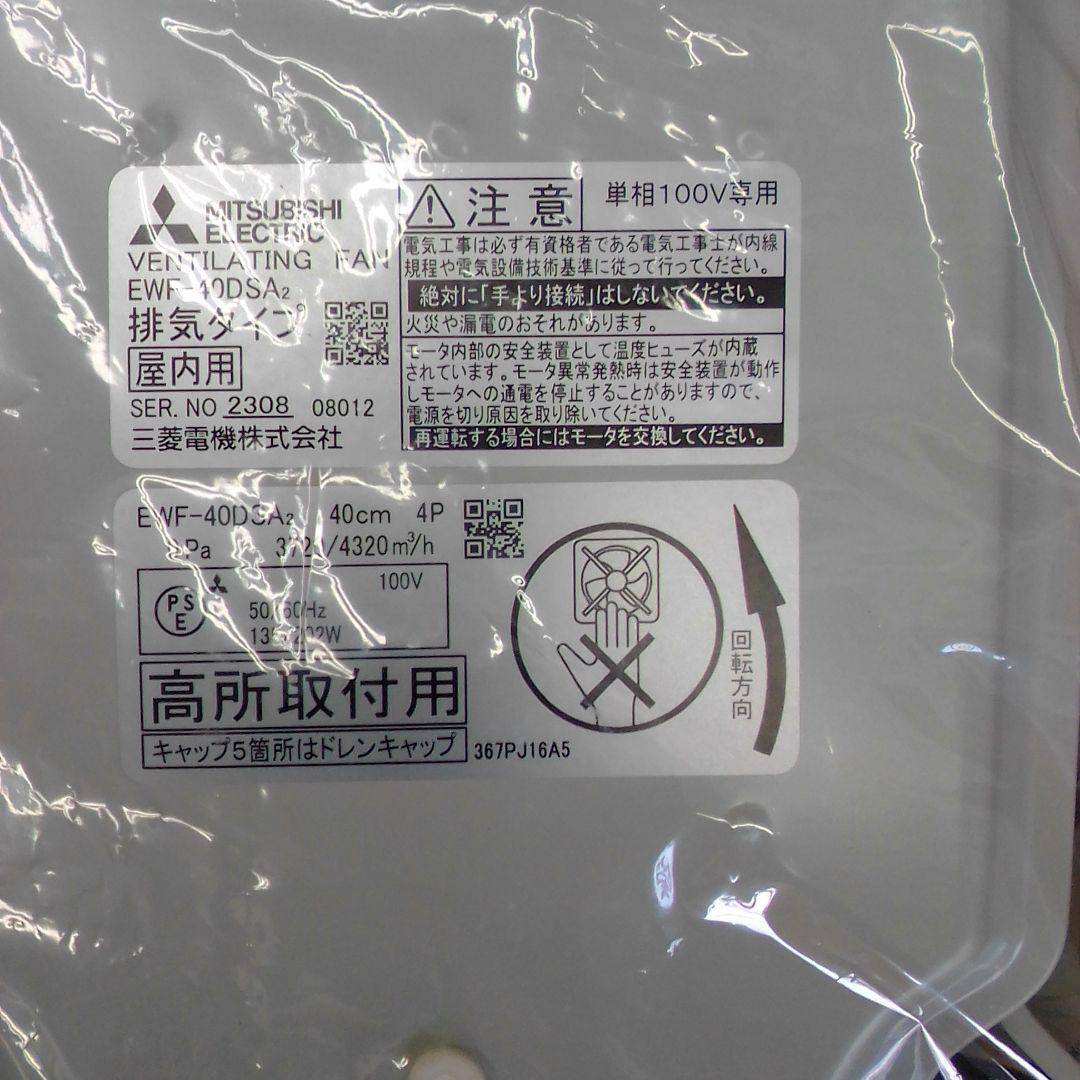 MITSUBISHI
ELECTRIC
VENTILATING FAN
EWF-40DSA₂
排気タイプ
屋内用
SER. NO 2308 08012
三菱電機株式会社
注意
単相100V専用
電気工事は必ず有資格者である電気工事士が内線
規程や電気設備技術基準に従って行ってください。
絶対に「手より接続」はしないでください。
火災や漏電のおそれがあります。
モータ内部の安全装置として温度ヒューズが内蔵
されています。モータ異常発熱時は安全装置が動作
しモータへの通電を停止することがありますので、
電源を切り原因を取り除いてください。
再運転する場合にはモータを交換してください。
EWF-40DSA₂ 40cm 4P
Pa /4320m³/h
PSE
100V
50/60Hz
高所取付用
キャップ5箇所はドレンキャップ
367PJ16A5
回転方向